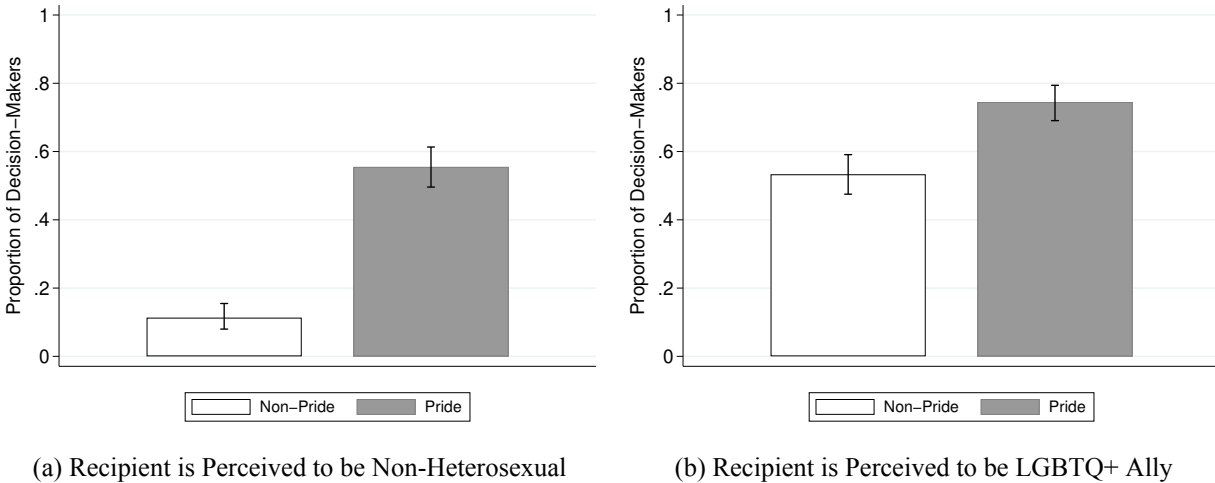 Proportion of Decision−Makers
1
.8
.6
.4
.2
0
Non−Pride Pride
(a) Recipient is Perceived to be Non-Heterosexual
Proportion of Decision−Makers
1
.8
.6
.4
.2
0
Non−Pride Pride
(b) Recipient is Perceived to be LGBTQ+ Ally